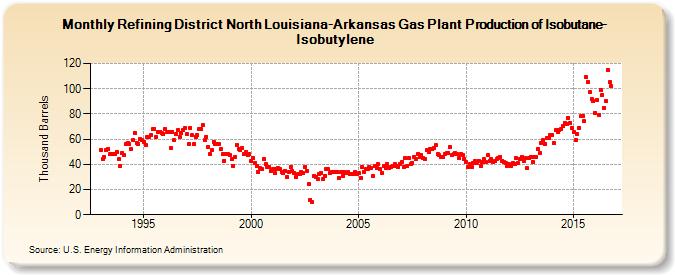 Monthly Refining District North Louisiana-Arkansas Gas Plant Production of Isobutane-
Isobutylene
Thousand Barrels
120
100
80
60
40
20
0
1995 2000 2005 2010 2015
Source: U.S. Energy Information Administration